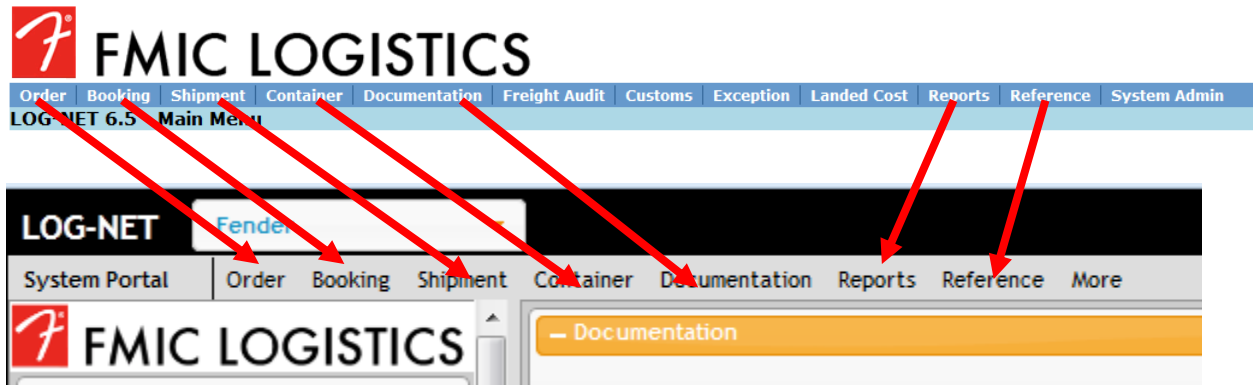 FMIC LOGISTICS
Order Booking Shipment Container Documentation Freight Audit Customs Exception Landed Cost Reports Reference System Admin
LOG-NET 6.5 - Main Menu
LOG-NET Fender
System Portal Order Booking Shipment Container Documentation Reports Reference More
FMIC LOGISTICS
– Documentation